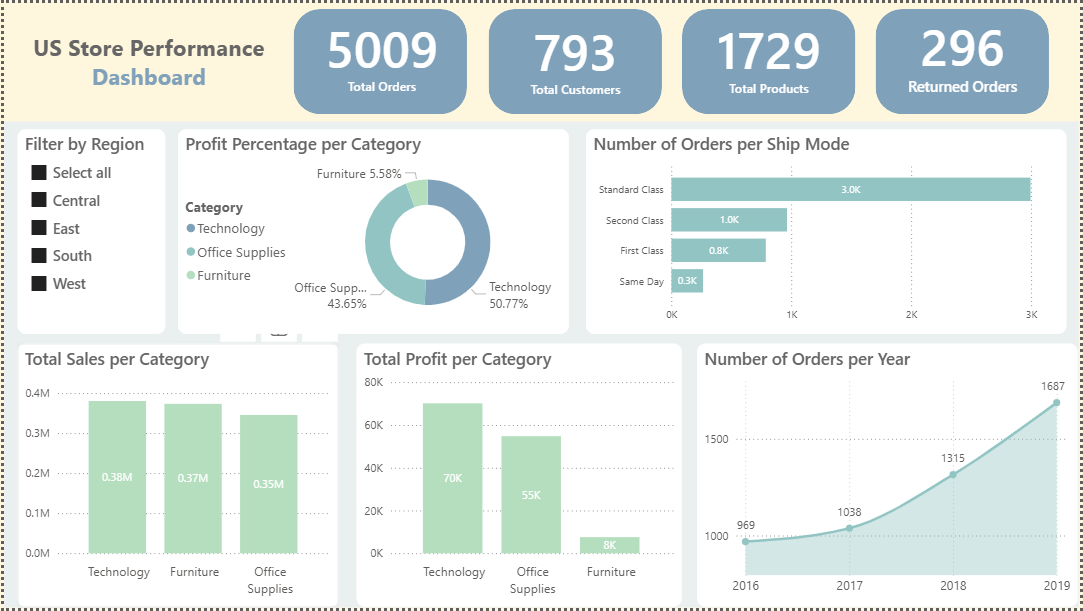 US Store Performance
Dashboard
5009
Total Orders
793
Total Customers
1729
Total Products
296
Returned Orders
Filter by Region
Select all
Central
East
South
West
Profit Percentage per Category
Category
Technology
Office Supplies
Furniture
Furniture 5.58%
Office Supp...
43.65%
Technology
50.77%
Number of Orders per Ship Mode
Standard Class
3.0K
Second Class
1.0K
First Class
0.8K
Same Day
0.3K
0K 1K 2K 3K
Total Sales per Category
0.4M
0.3M
0.2M
0.1M
0.0M
0.38M
0.37M
0.35M
Technology
Furniture
Office
Supplies
Total Profit per Category
80K
60K
40K
20K
0K
70K
55K
8K
Technology
Office
Supplies
Furniture
Number of Orders per Year
1500
1000
969
1038
1315
1687
2016 2017 2018 2019